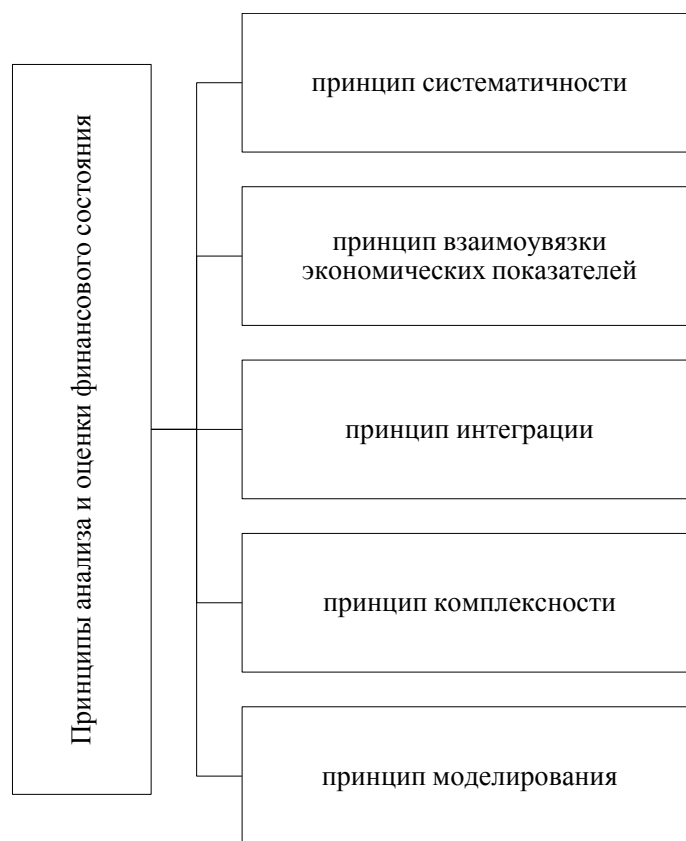 Принципы анализа и оценки финансового состояния
принцип систематичности
принцип взаимоувязки
экономических показателей
принцип интеграции
принцип комплексности
принцип моделирования